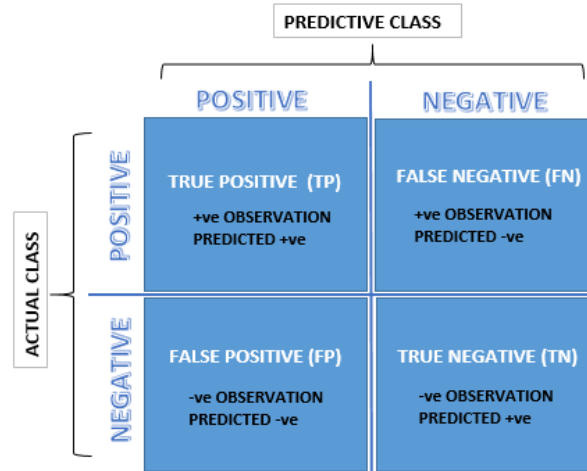 PREDICTIVE CLASS
POSITIVE
NEGATIVE
ACTUAL CLASS
POSITIVE
TRUE POSITIVE (TP)
+ve OBSERVATION
PREDICTED +ve
FALSE NEGATIVE (FN)
+ve OBSERVATION
PREDICTED -ve
NEGATIVE
FALSE POSITIVE (FP)
-ve OBSERVATION
PREDICTED -ve
TRUE NEGATIVE (TN)
-ve OBSERVATION
PREDICTED +ve